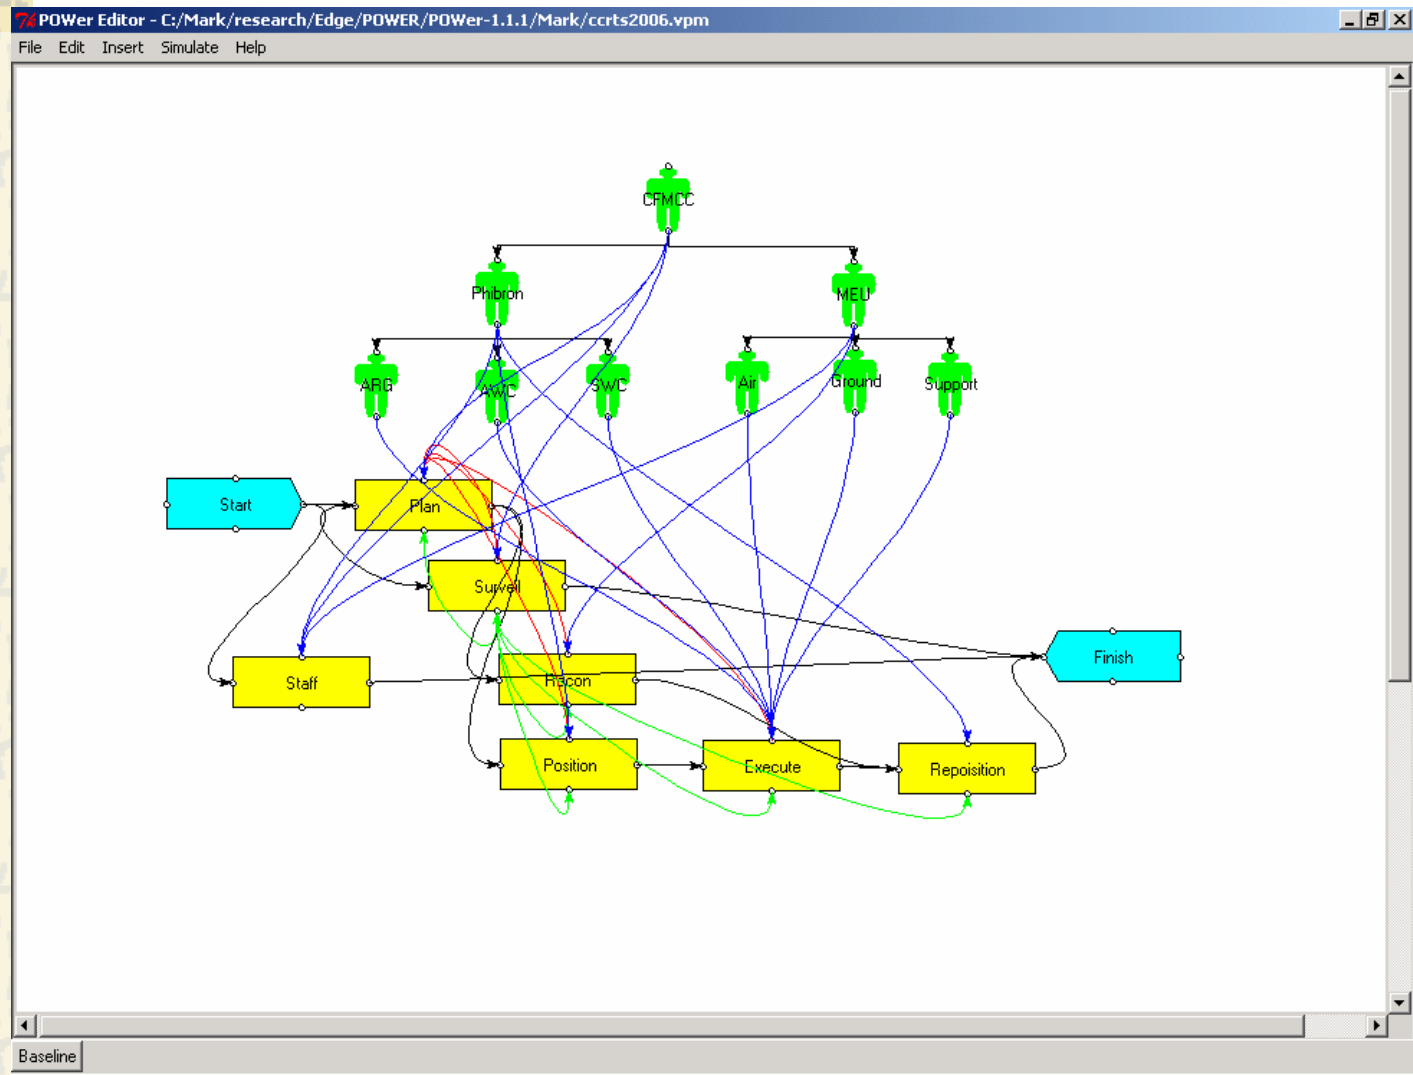 POWer Editor - C:/Mark/research/Edge/POWER/POWer-1.1.1/Mark/ccrts2006.vpm
File Edit Insert Simulate Help
CFMCC
Phibron MEU
ARG AWC SWC Air Ground Support
Start Plan
Surveil
Staff Recon Finish
Position Execute Repoisition
Baseline